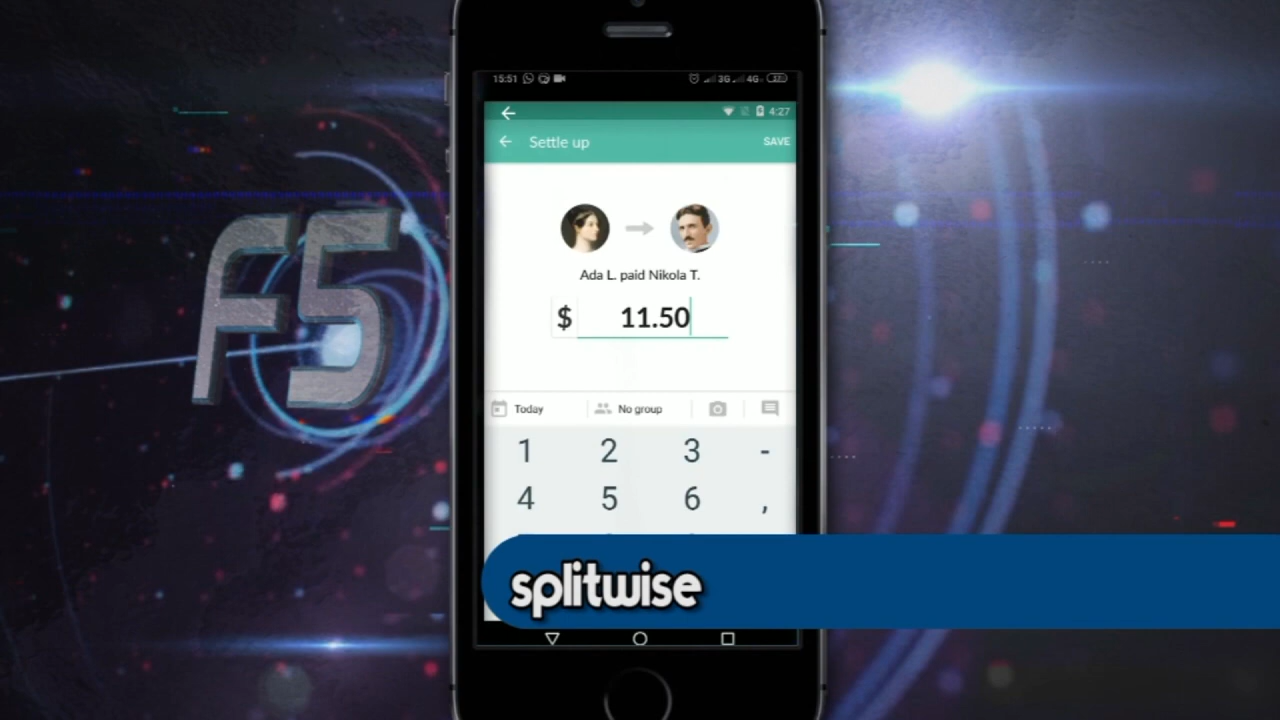 15:51 3G 4G 37
4:27
Settle up SAVE
F5
Ada L. paid Nikola T.
$ 11.50
Today No group
1 2 3 -
4 5 6 ,
splitwise